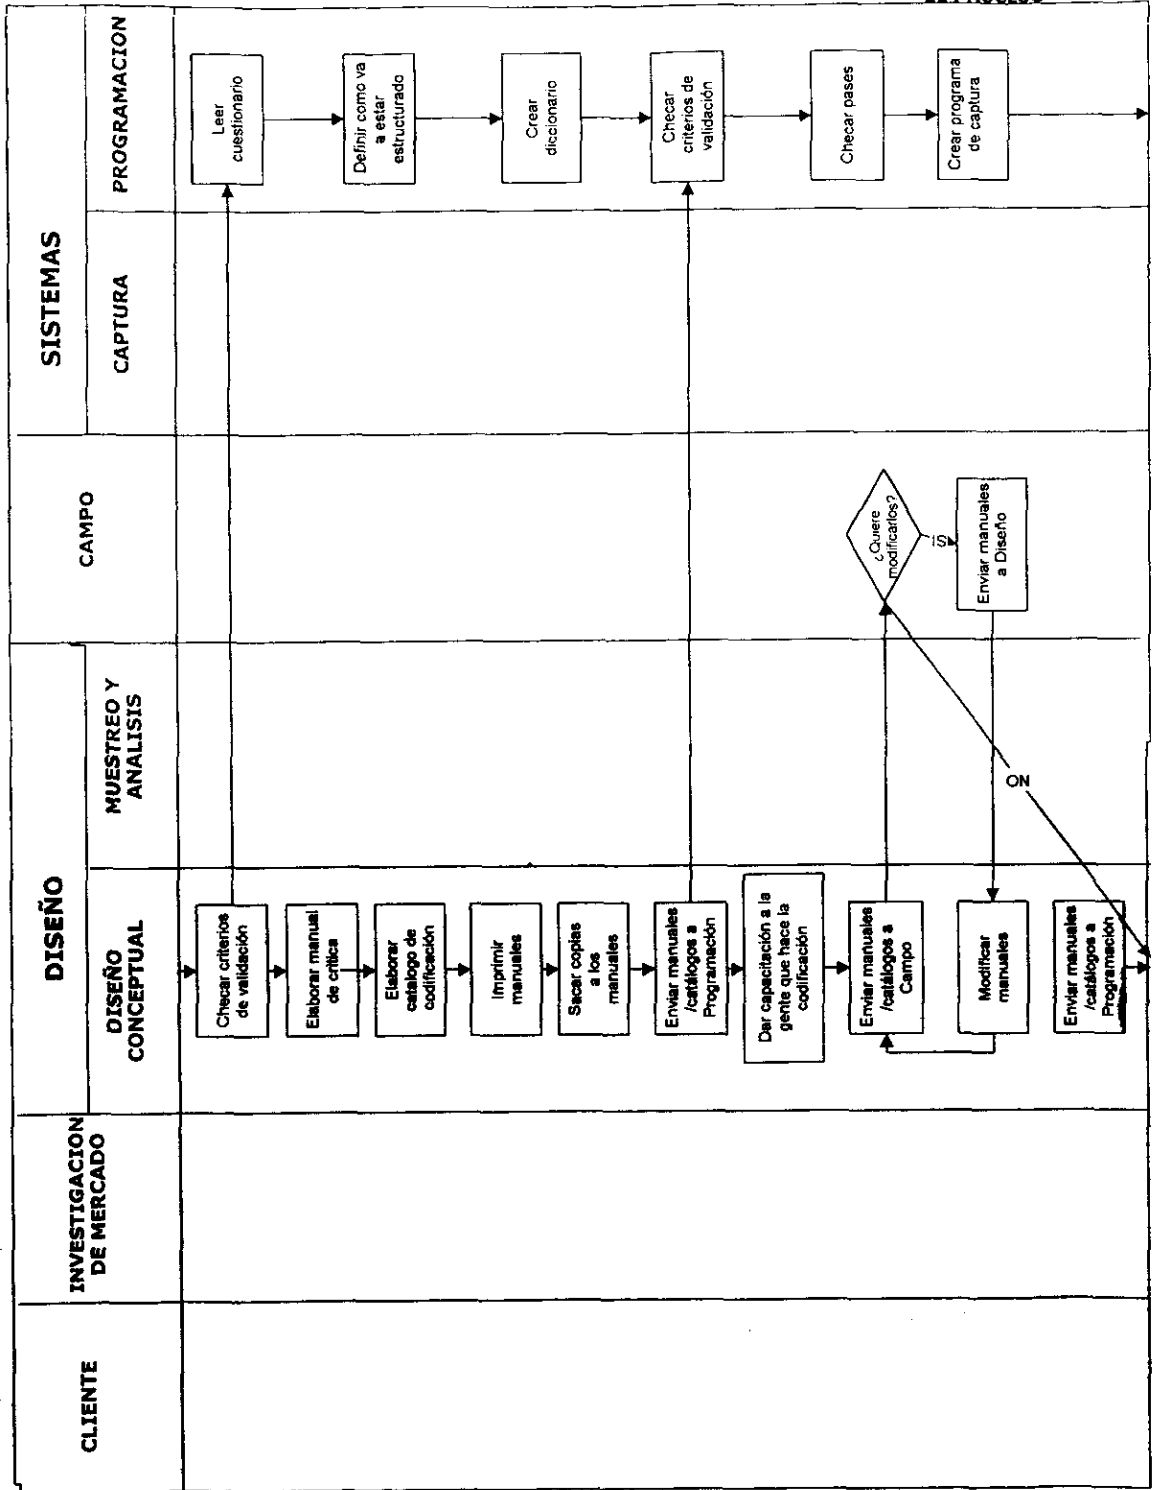 CLIENTE
INVESTIGACION
DE MERCADO
DISEÑO
DISEÑO
CONCEPTUAL
MUESTREO Y
ANALISIS
CAMPO
SISTEMAS
CAPTURA
PROGRAMACION
Checar criterios
de validación
Elaborar manual
de critica
Elaborar
catalogo de
codificación
Imprimir
manuales
Sacar copias
a los
manuales
Enviar manuales
/catálogos a
Programación
Dar capacitación a la
gente que hace la
codificación
Enviar manuales
/catálogos a
Campo
Modificar
manuales
Enviar manuales
/catálogos a
Programación
¿Quiere
modificarlos?
IS
Enviar manuales
a Diseño
ON
Leer
cuestionario
Definir como va
a estar
estructurado
Crear
diccionario
Checar
criterios de
validación
Checar pases
Crear programa
de captura